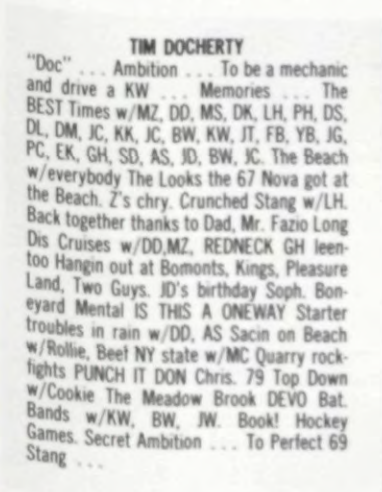 TIM DOCHERTY
"Doc" ... Ambition ... To be a mechanic
and drive a KW ... Memories ... The
BEST Times w/MZ, DD, MS, DK, LH, PH, DS,
DL, DM, JC, KK, JC, BW, KW, JT, FB, YB, JG,
PC, EK, GH, SD, AS, JD, BW, JC. The Beach
w/everybody The Looks the 67 Nova got at
the Beach. Z's chry. Crunched Stang w/LH.
Back together thanks to Dad, Mr. Fazio Long
Dis Cruises w/DD,MZ, REDNECK GH leen-
too Hangin out at Bomonts, Kings, Pleasure
Land, Two Guys. JD's birthday Soph. Bon-
eyard Mental IS THIS A ONEWAY Starter
troubles in rain w/DD, AS Sacin on Beach
w/Rollie, Beef NY state w/MC Quarry rock-
fights PUNCH IT DON Chris. 79 Top Down
w/Cookie The Meadow Brook DEVO Bat.
Bands w/KW, BW, JW. Book! Hockey
Games. Secret Ambition ... To Perfect 69
Stang ...